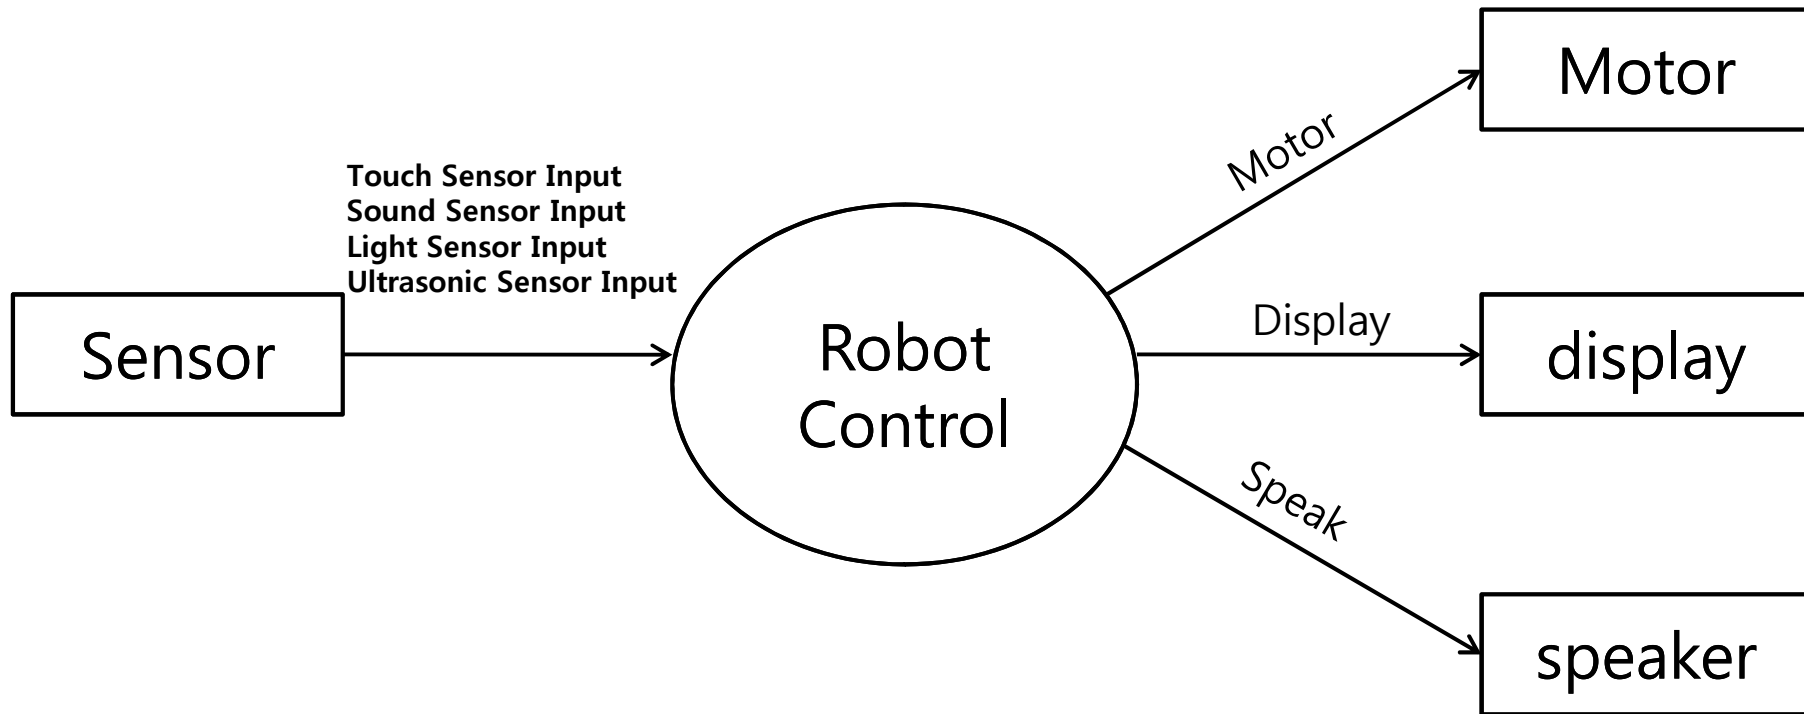 Motor
Motor
Touch Sensor Input
Sound Sensor Input
Light Sensor Input
Ultrasonic Sensor Input
Sensor
Robot
Control
Display
display
Speak
speaker